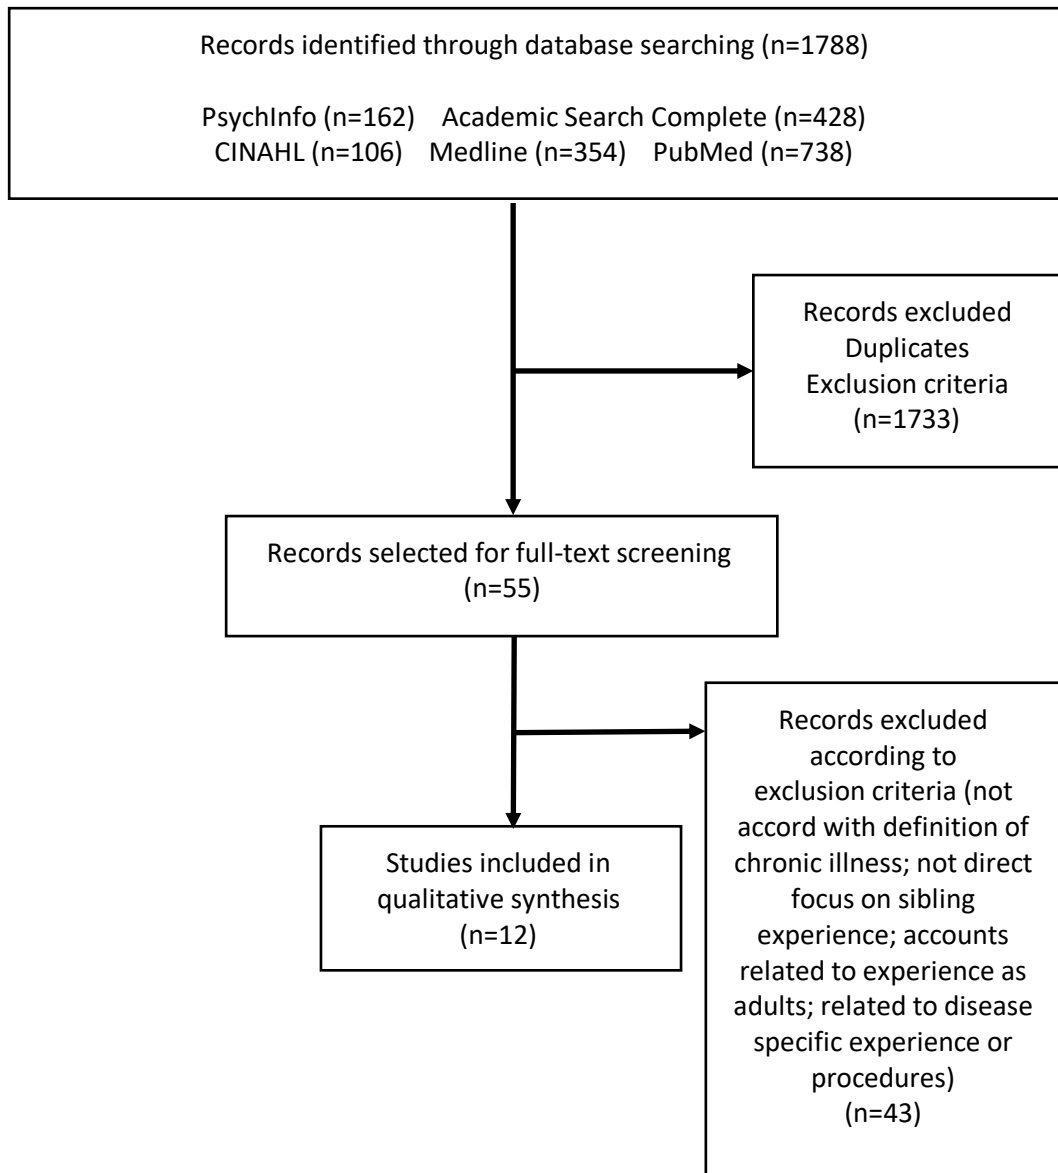 Records identified through database searching (n=1788)
PsychInfo (n=162) Academic Search Complete (n=428)
CINAHL (n=106) Medline (n=354) PubMed (n=738)
Records excluded
Duplicates
Exclusion criteria
(n=1733)
Records selected for full-text screening
(n=55)
Records excluded
according to
exclusion criteria (not
accord with definition of
chronic illness; not direct
focus on sibling
experience; accounts
related to experience as
adults; related to disease
specific experience or
procedures)
(n=43)
Studies included in
qualitative synthesis
(n=12)